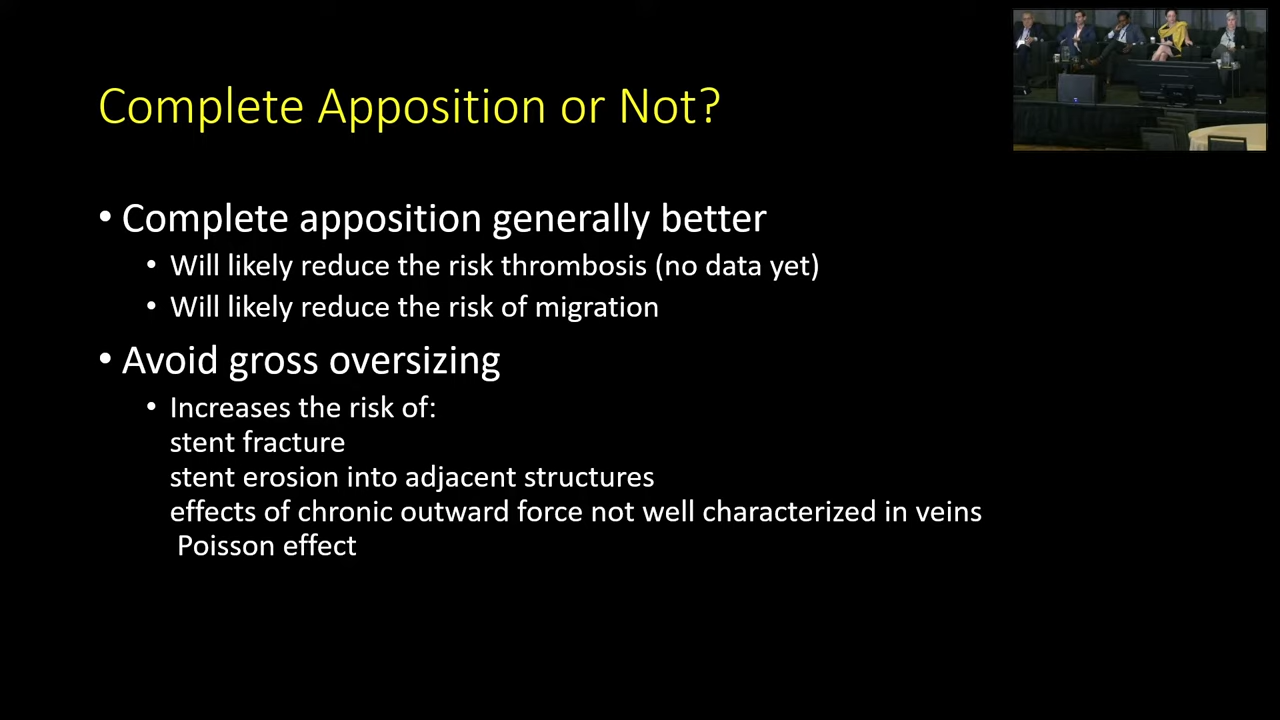 Complete Apposition or Not?
• Complete apposition generally better
• Will likely reduce the risk thrombosis (no data yet)
• Will likely reduce the risk of migration
• Avoid gross oversizing
• Increases the risk of:
stent fracture
stent erosion into adjacent structures
effects of chronic outward force not well characterized in veins
Poisson effect